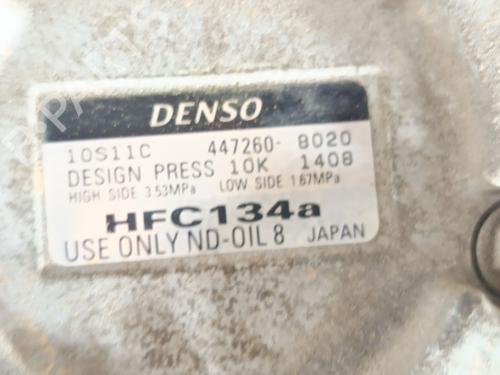 DENSO
10S11C 447260-8020
DESIGN PRESS 10K 1408
HIGH SIDE 3.53MPa LOW SIDE 1.67MPa
HFC134a
USE ONLY ND-OIL 8 JAPAN